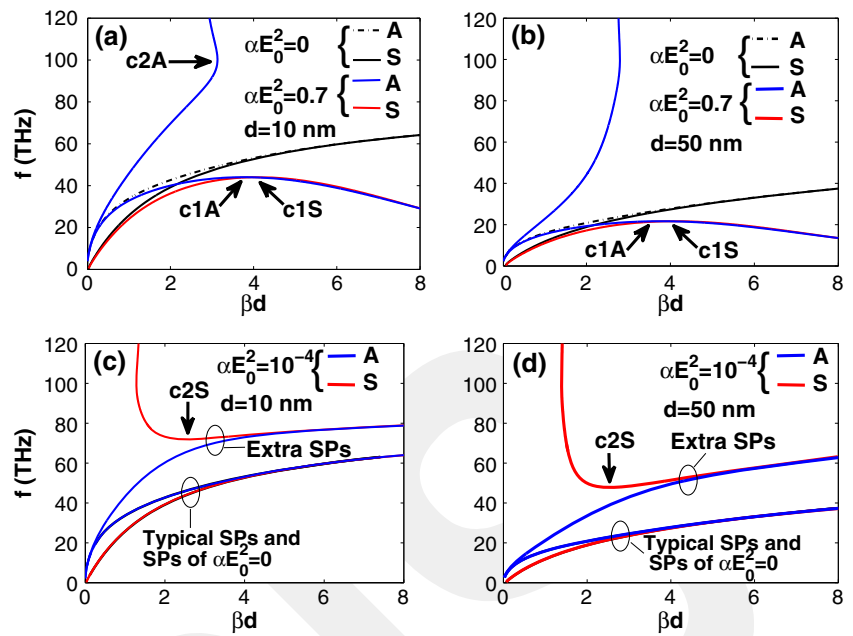 (a)
αE₀²=0 { A
S
c2A
αE₀²=0.7 { A
S
d=10 nm
c1A c1S
f (THz)
0 20 40 60 80 100 120
0 2 4 6 8
βd
(b)
αE₀²=0 { A
S
αE₀²=0.7 { A
S
d=50 nm
c1A c1S
0 20 40 60 80 100 120
0 2 4 6 8
βd
(c)
αE₀²=10⁻⁴ { A
S
d=10 nm
c2S
Extra SPs
Typical SPs and
SPs of αE₀²=0
f (THz)
0 20 40 60 80 100 120
0 2 4 6 8
βd
(d)
αE₀²=10⁻⁴ { A
S
d=50 nm
c2S
Extra SPs
Typical SPs and
SPs of αE₀²=0
0 20 40 60 80 100 120
0 2 4 6 8
βd